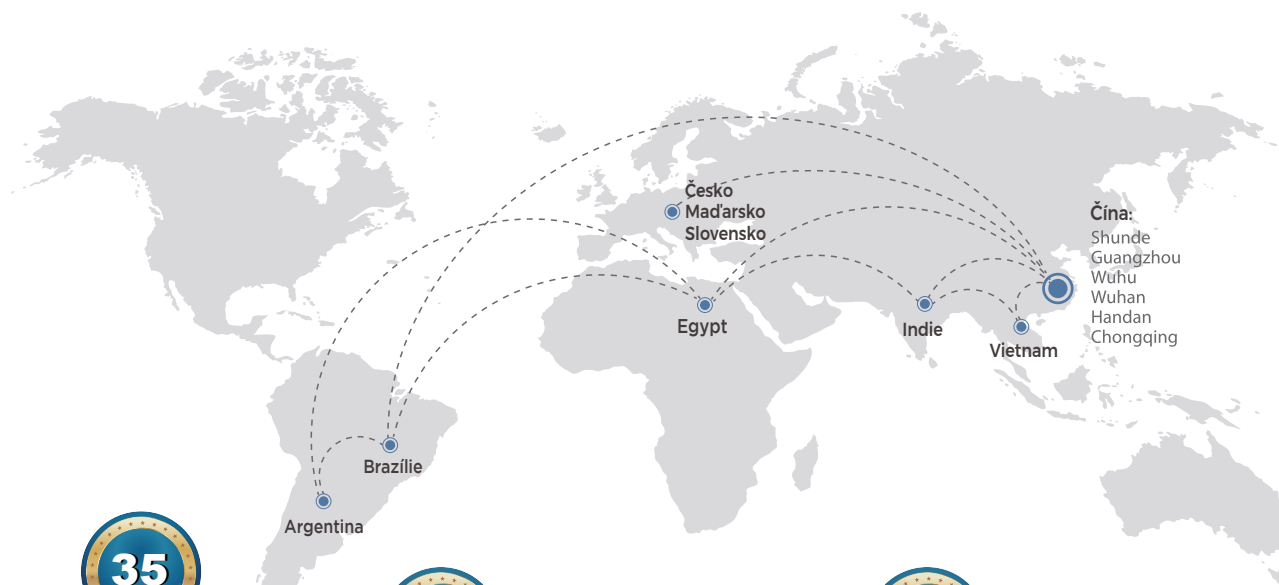 Česko
Maďarsko
Slovensko
Čína:
Shunde
Guangzhou
Wuhu
Wuhan
Handan
Chongqing
Egypt
Indie
Vietnam
Brazílie
Argentina
35